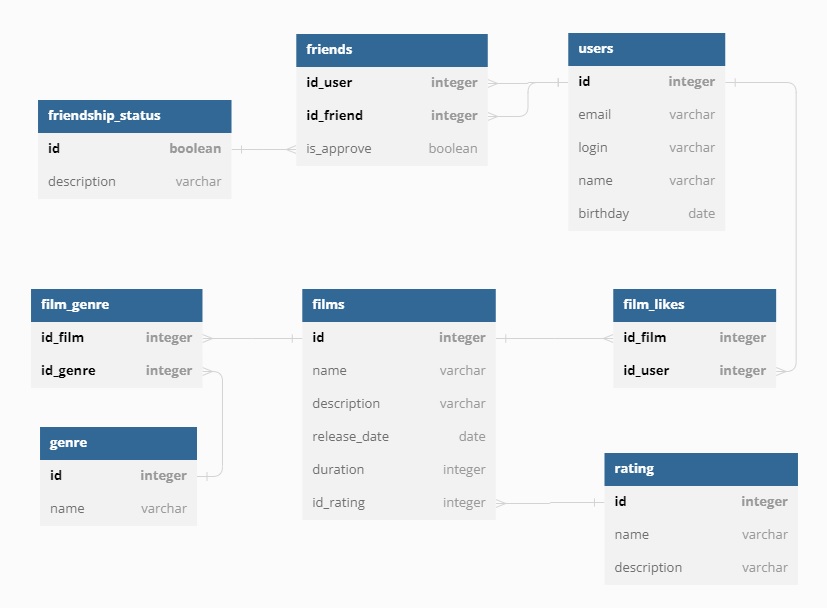 friends
id_user integer
id_friend integer
is_approve boolean
users
id integer
email varchar
login varchar
name varchar
birthday date
friendship_status
id boolean
description varchar
film_genre
id_film integer
id_genre integer
films
id integer
name varchar
description varchar
release_date date
duration integer
id_rating integer
film_likes
id_film integer
id_user integer
genre
id integer
name varchar
rating
id integer
name varchar
description varchar